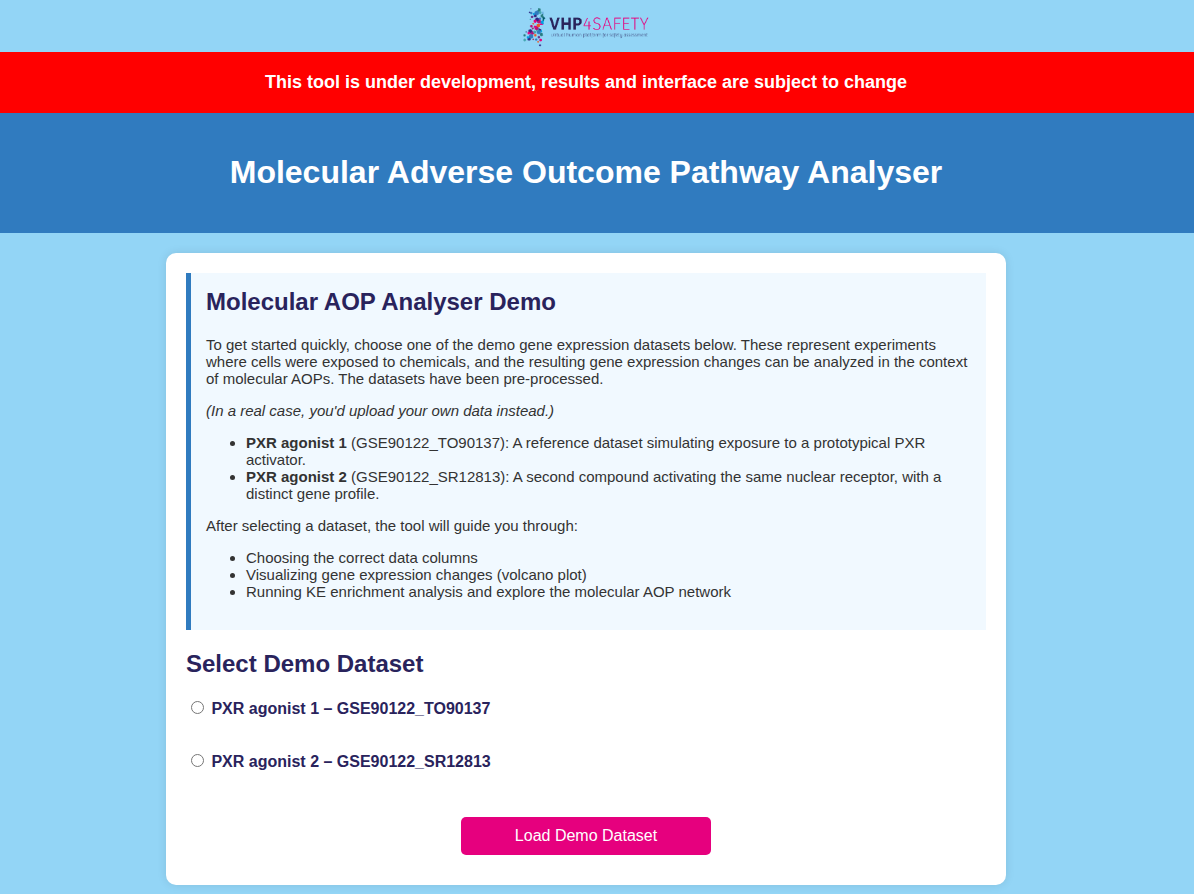 VHP4SAFETY
virtual human platform for safety assessment
This tool is under development, results and interface are subject to change
Molecular Adverse Outcome Pathway Analyser
Molecular AOP Analyser Demo
To get started quickly, choose one of the demo gene expression datasets below. These represent experiments
where cells were exposed to chemicals, and the resulting gene expression changes can be analyzed in the context
of molecular AOPs. The datasets have been pre-processed.
(In a real case, you'd upload your own data instead.)
• PXR agonist 1 (GSE90122_TO90137): A reference dataset simulating exposure to a prototypical PXR
activator.
• PXR agonist 2 (GSE90122_SR12813): A second compound activating the same nuclear receptor, with a
distinct gene profile.
After selecting a dataset, the tool will guide you through:
• Choosing the correct data columns
• Visualizing gene expression changes (volcano plot)
• Running KE enrichment analysis and explore the molecular AOP network
Select Demo Dataset
PXR agonist 1 – GSE90122_TO90137
PXR agonist 2 – GSE90122_SR12813
Load Demo Dataset